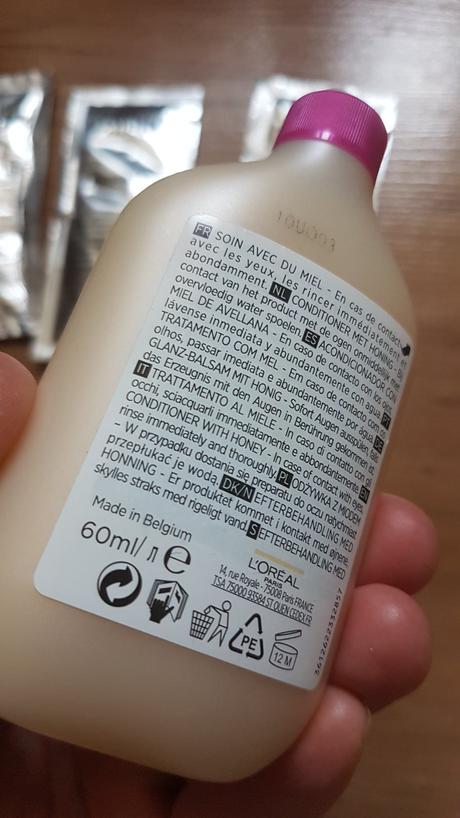 10U003
FR SOIN AVEC DU MIEL - En cas de contact
avec les yeux, les rincer immédiatement et
abondamment. NL CONDITIONER MET HONING - Bij
contact van het product met de ogen onmiddellijk met
overvloedig water spoelen. ES ACONDICIONADOR CON
MIEL DE AVELLANA - En caso de contacto con los ojos,
lávense inmediata y abundantemente con agua. PT
TRATAMENTO COM MEL - Em caso de contacto com
olhos, passar imediata e abundantemente por água. DE
GLANZ-BALSAM MIT HONIG - Sofort Augen ausspülen, falls
das Erzeugnis mit den Augen in Berührung gekommen ist.
IT TRATTAMENTO AL MIELE - In caso di contatto con gli
occhi, sciacquarli immediatamente e abbondantemente. EN
CONDITIONER WITH HONEY - In case of contact with eyes,
rinse immediately and thoroughly. PL ODŻYWKA Z MIODEM
- W przypadku dostania się preparatu do oczu natychmiast
przepłukać je wodą. DK/N EFTERBEHANDLING MED
HONNING - Er produktet kommet i kontakt med øjnene,
skylles straks med rigeligt vand. S EFTERBEHANDLING MED
Made in Belgium
60ml/ ℮
L'ORÉAL
PARIS
14, rue Royale - 75008 Paris FRANCE
TSA 75000 93584 ST OUEN CEDEX FR
PE
12 M
3612622332857